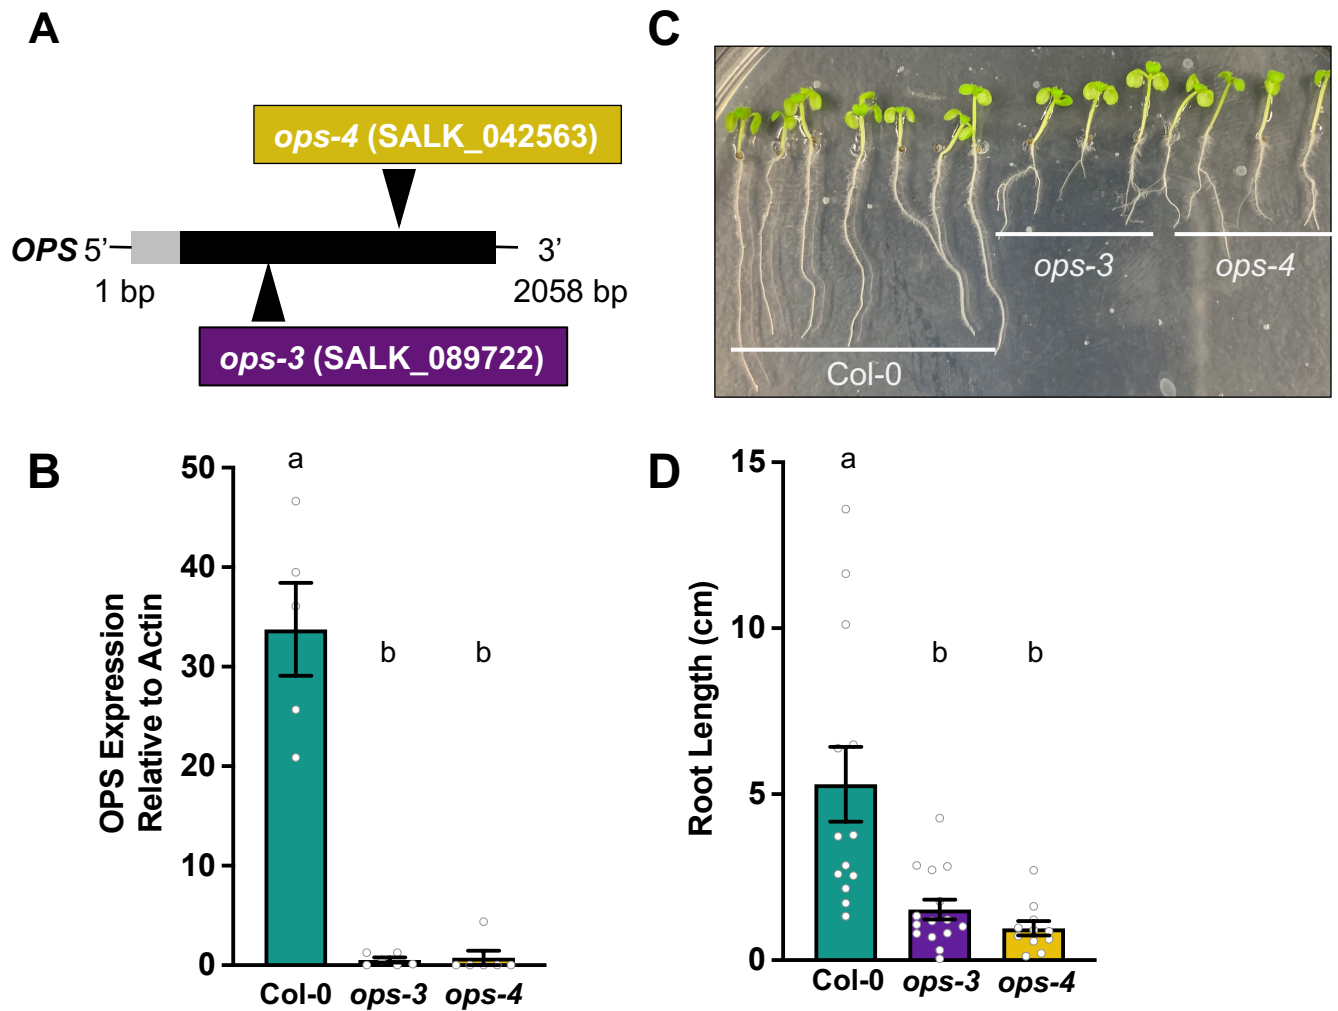 A
ops-4 (SALK_042563)
OPS 5’ 3’
1 bp 2058 bp
ops-3 (SALK_089722)
C
ops-3 ops-4
Col-0
B
OPS Expression
Relative to Actin
50
40
30
20
10
0
a
b b
Col-0 ops-3 ops-4
D
Root Length (cm)
15
10
5
0
a
b b
Col-0 ops-3 ops-4